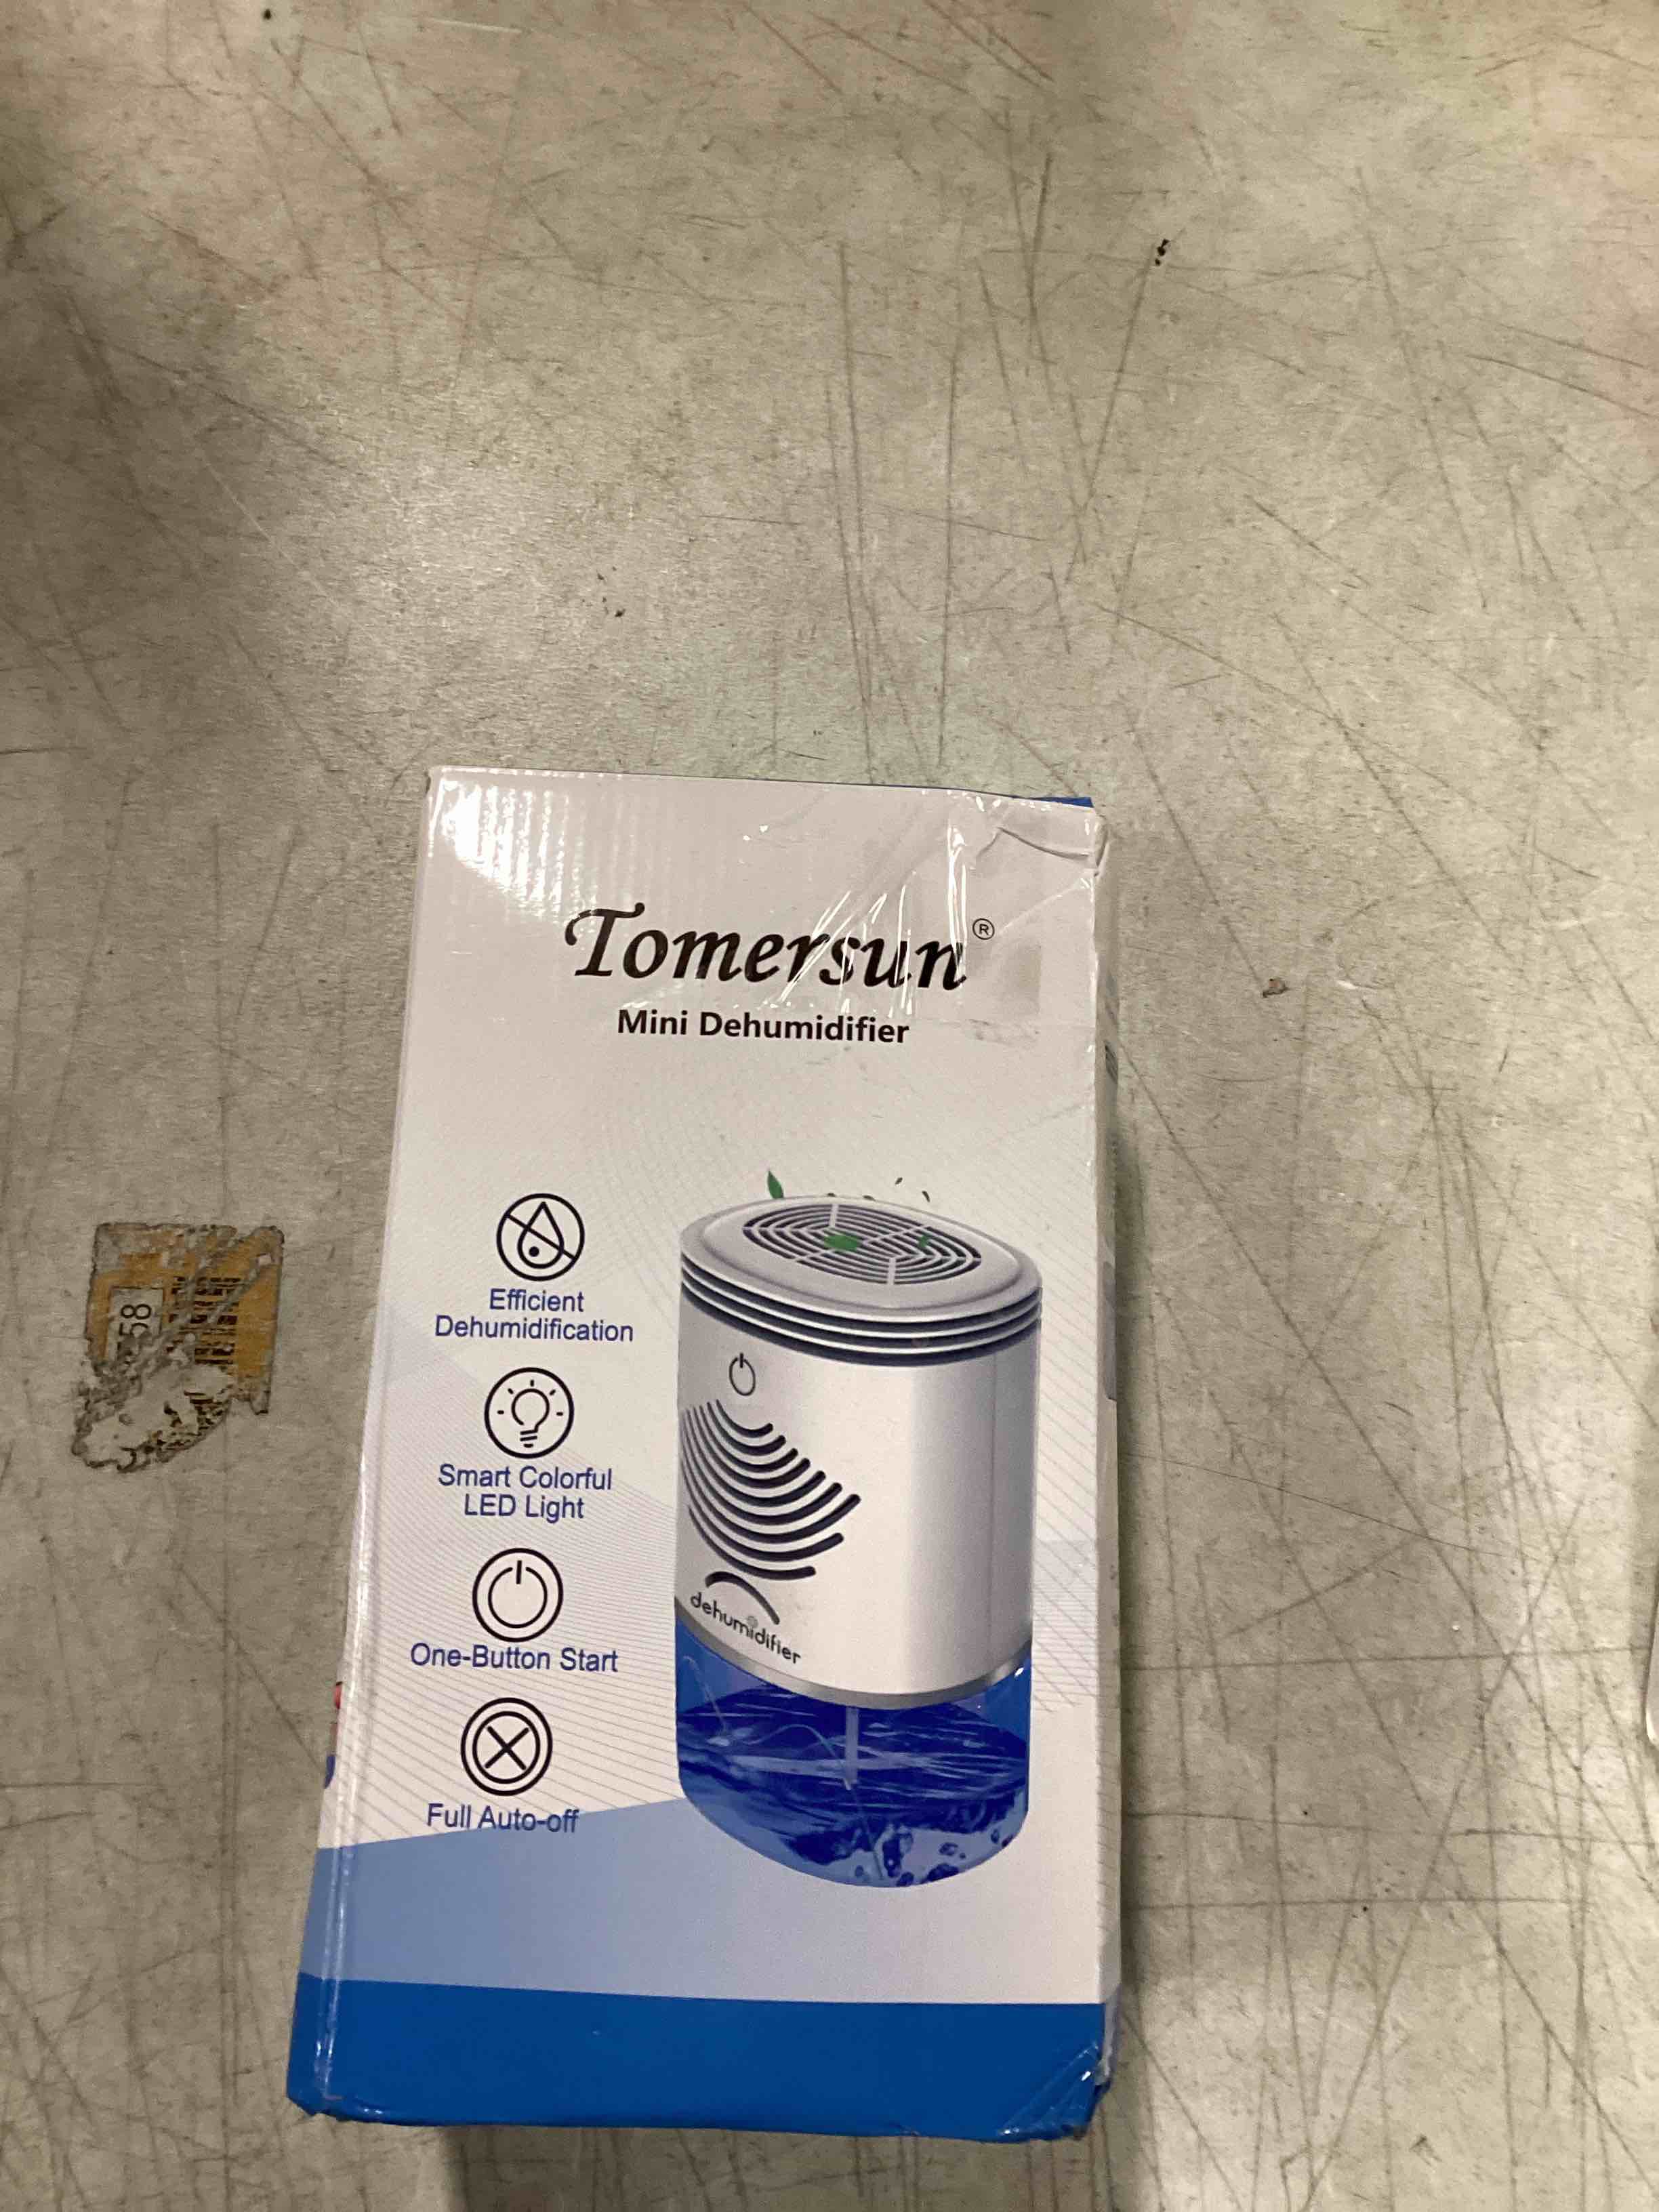 Tomersun®
Mini Dehumidifier
Efficient
Dehumidification
Smart Colorful
LED Light
One-Button Start
Full Auto-off
dehumidifier
58